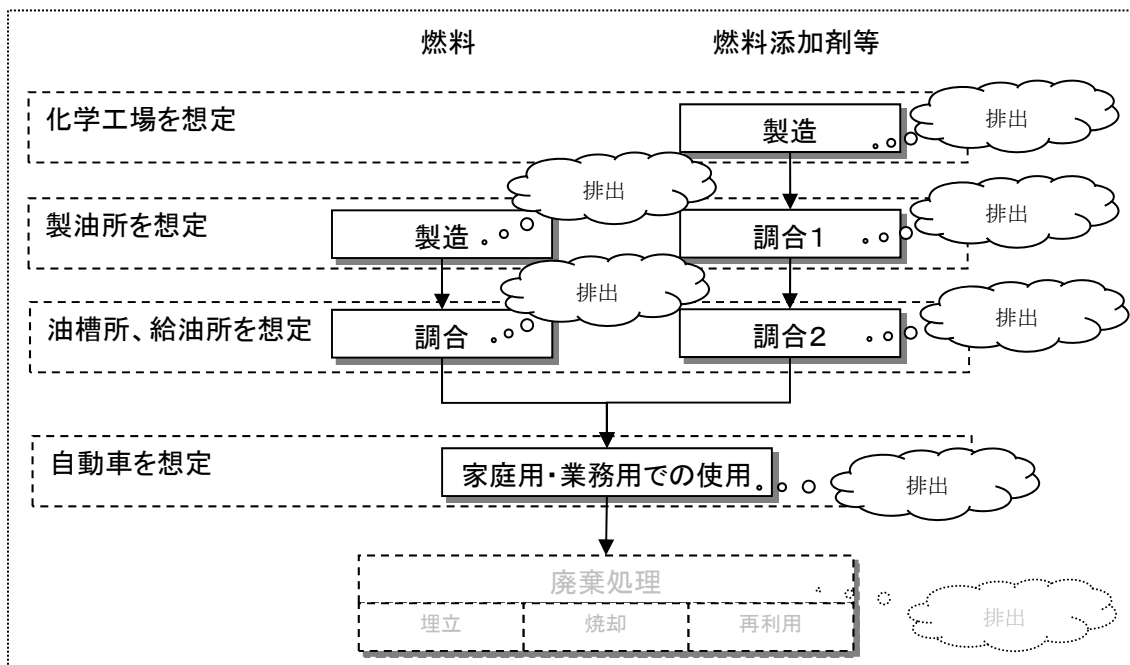 燃料
燃料添加剤等
化学工場を想定
製造
排出
排出
製油所を想定
製造
調合1
排出
排出
油槽所、給油所を想定
調合
調合2
排出
自動車を想定
家庭用・業務用での使用
排出
廃棄処理
埋立
焼却
再利用
排出